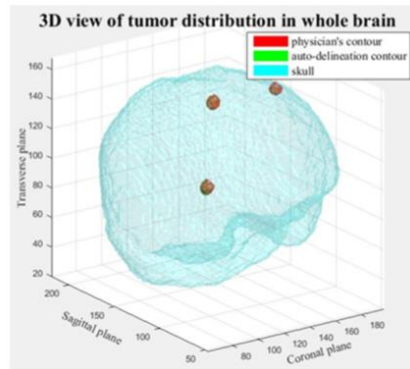 3D view of tumor distribution in whole brain
physician's contour
auto-delineation contour
skull
160
140
120
100
80
60
40
20
Transverse plane
200
150
100
50
Sagittal plane
80
100
120
140
160
180
Coronal plane